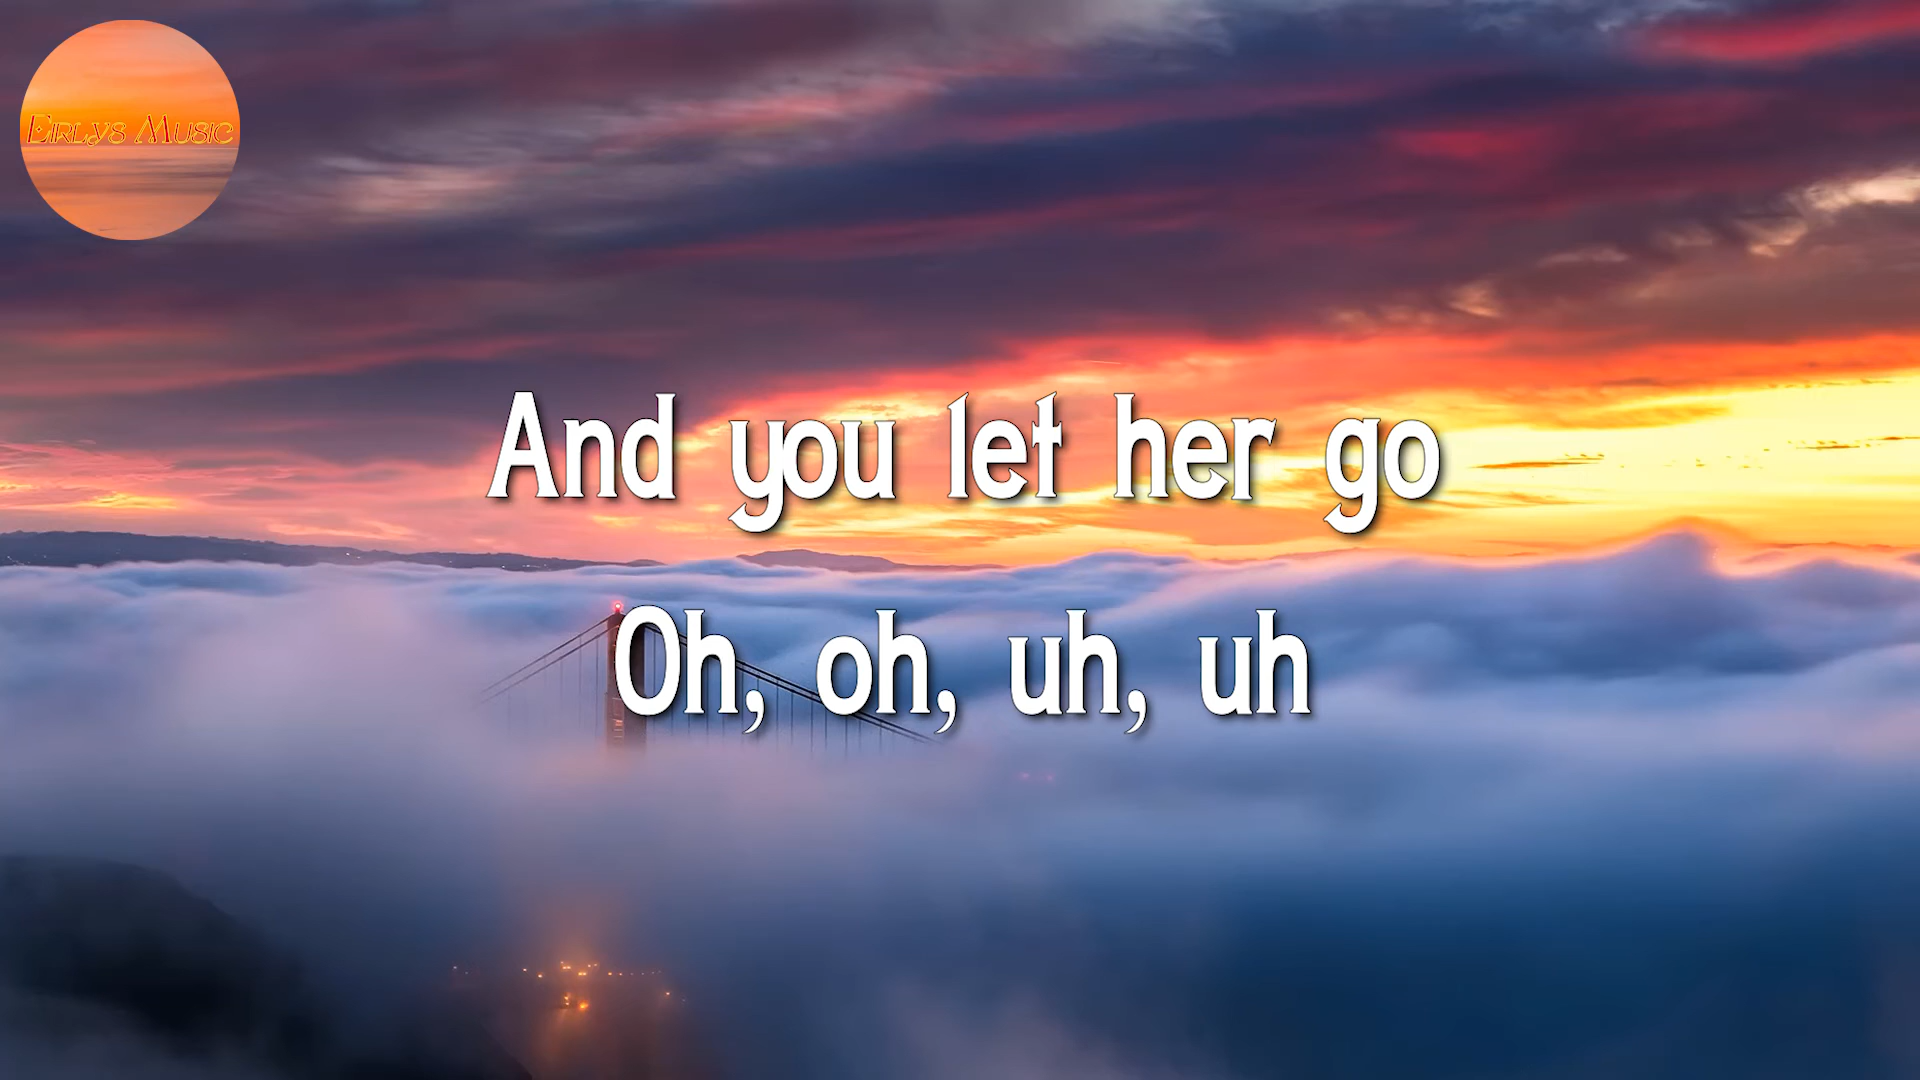 Eirlys Music
And you let her go
Oh, oh, uh, uh